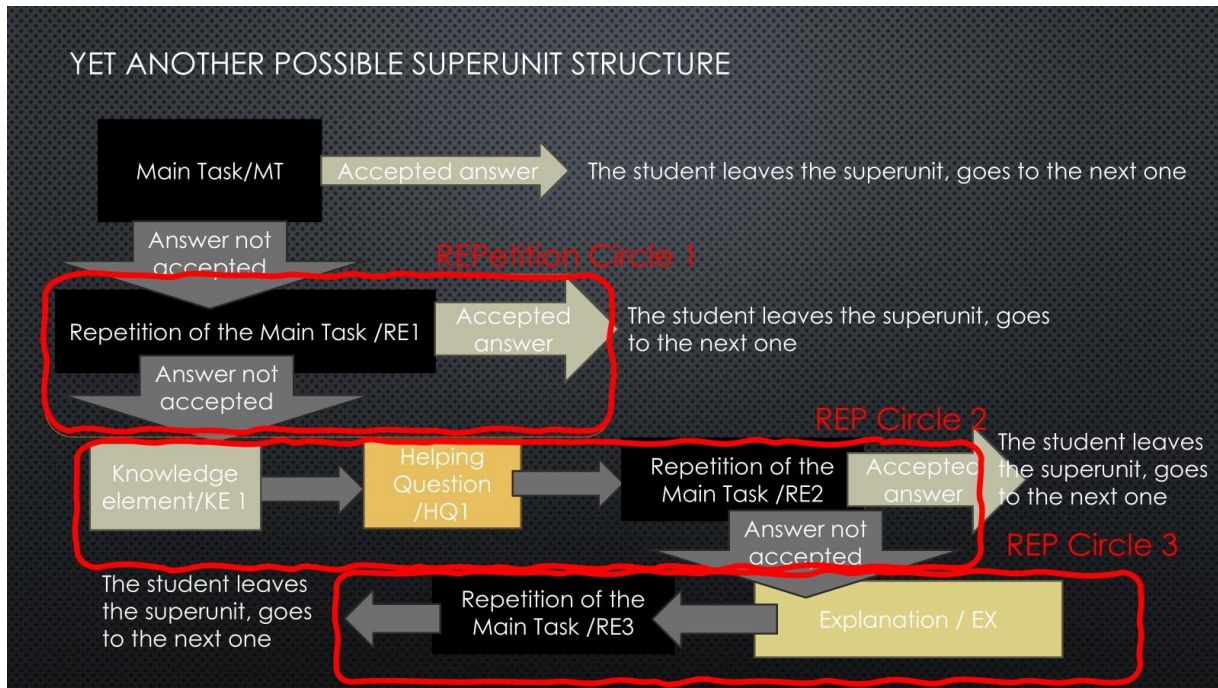 YET ANOTHER POSSIBLE SUPERUNIT STRUCTURE
Main Task/MT
Accepted answer
The student leaves the superunit, goes to the next one
Answer not
accepted
REPetition Circle 1
Repetition of the Main Task /RE1
Accepted
answer
The student leaves the superunit, goes
to the next one
Answer not
accepted
REP Circle 2
Knowledge
element/KE 1
Helping
Question
/HQ1
Repetition of the
Main Task /RE2
Accepted
answer
The student leaves
the superunit, goes
to the next one
Answer not
accepted
REP Circle 3
The student leaves
the superunit, goes
to the next one
Repetition of the
Main Task /RE3
Explanation / EX